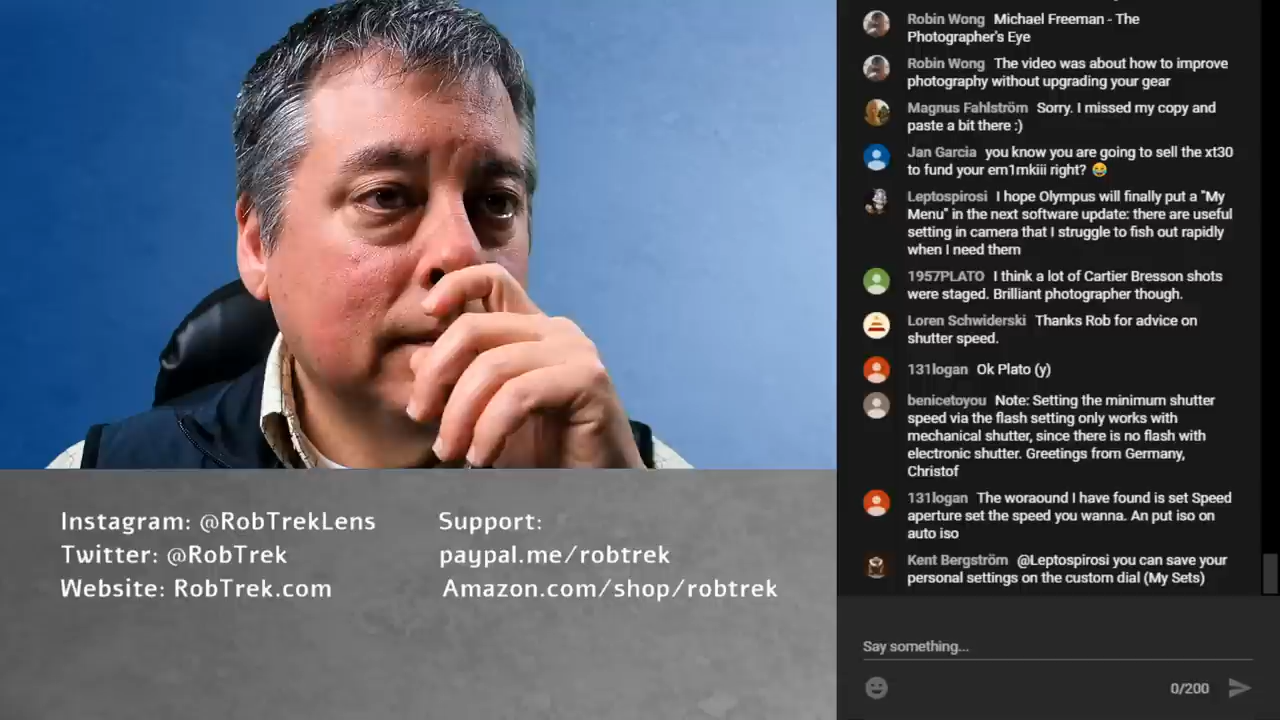 Robin Wong Michael Freeman - The
Photographer's Eye
Robin Wong The video was about how to improve
photography without upgrading your gear
Magnus Fahlström Sorry. I missed my copy and
paste a bit there :)
Jan Garcia you know you are going to sell the xt30
to fund your em1mkiii right? 😂
Leptospirosi I hope Olympus will finally put a "My
Menu" in the next software update: there are useful
setting in camera that I struggle to fish out rapidly
when I need them
1957PLATO I think a lot of Cartier Bresson shots
were staged. Brilliant photographer though.
Loren Schwiderski Thanks Rob for advice on
shutter speed.
131logan Ok Plato (y)
benicetoyou Note: Setting the minimum shutter
speed via the flash setting only works with
mechanical shutter, since there is no flash with
electronic shutter. Greetings from Germany,
Christof
131logan The woraound I have found is set Speed
aperture set the speed you wanna. An put iso on
auto iso
Kent Bergström @Leptospirosi you can save your
personal settings on the custom dial (My Sets)
Say something...
0/200
Instagram: @RobTrekLens
Twitter: @RobTrek
Website: RobTrek.com
Support:
paypal.me/robtrek
Amazon.com/shop/robtrek